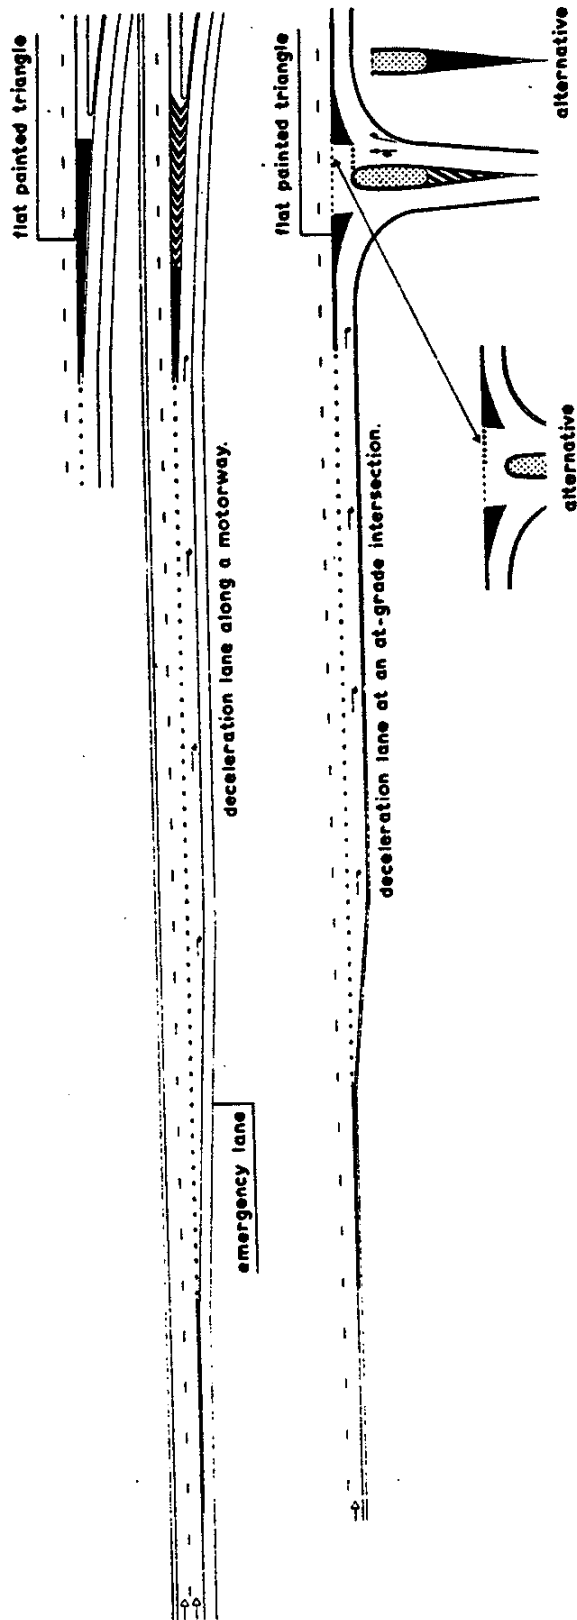 flat painted triangle
deceleration lane along a motorway.
emergency lane
flat painted triangle
deceleration lane at an at-grade intersection.
alternative
alternative